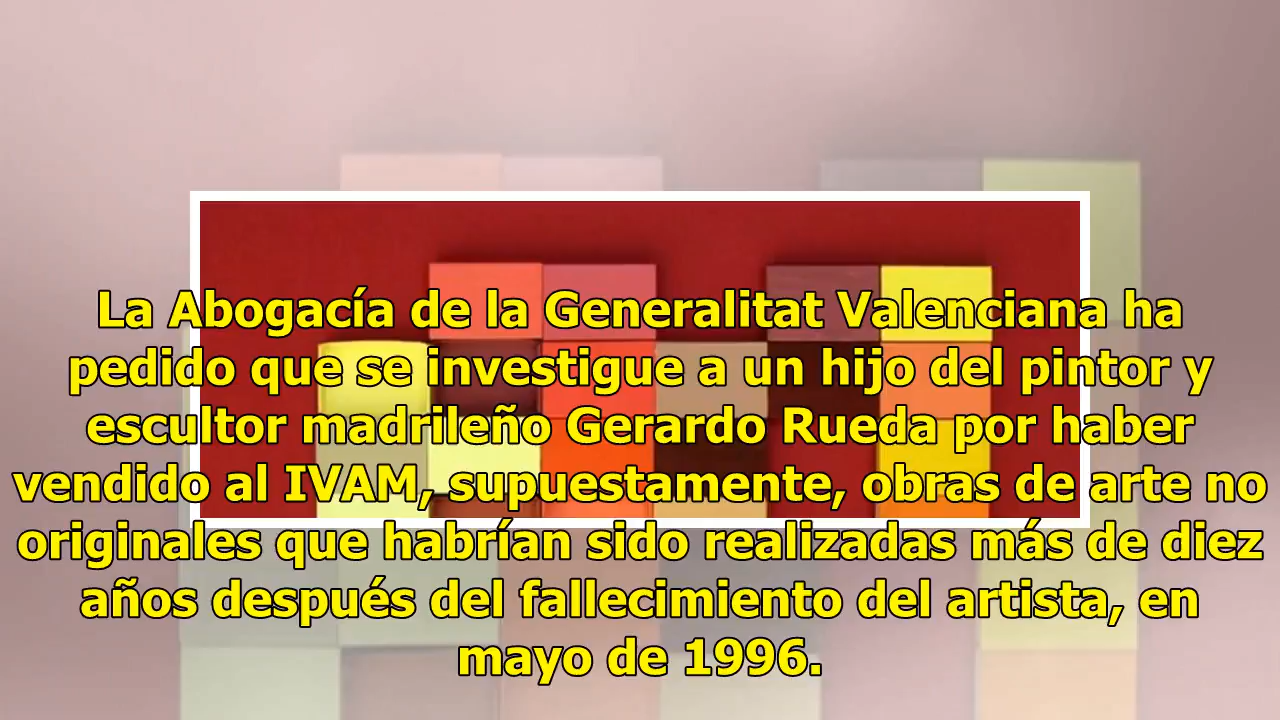 La Abogacía de la Generalitat Valenciana ha
pedido que se investigue a un hijo del pintor y
escultor madrileño Gerardo Rueda por haber
vendido al IVAM, supuestamente, obras de arte no
originales que habrían sido realizadas más de diez
años después del fallecimiento del artista, en
mayo de 1996.